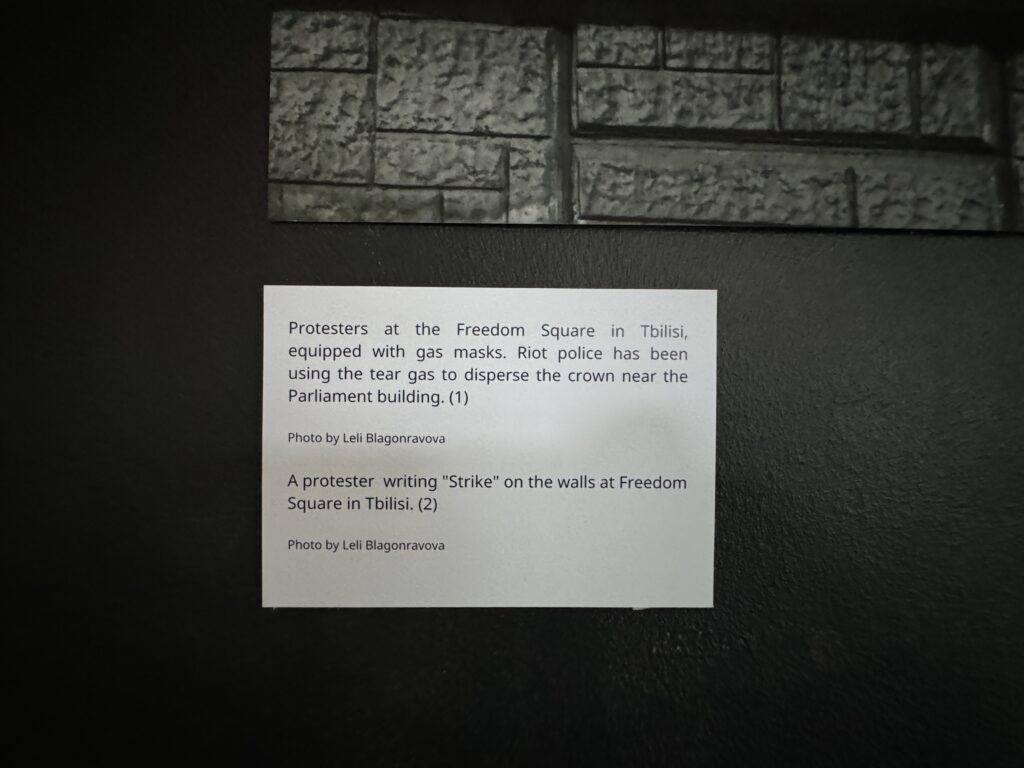 Protesters at the Freedom Square in Tbilisi,
equipped with gas masks. Riot police has been
using the tear gas to disperse the crown near the
Parliament building. (1)
Photo by Leli Blagonravova
A protester  writing "Strike" on the walls at Freedom
Square in Tbilisi. (2)
Photo by Leli Blagonravova